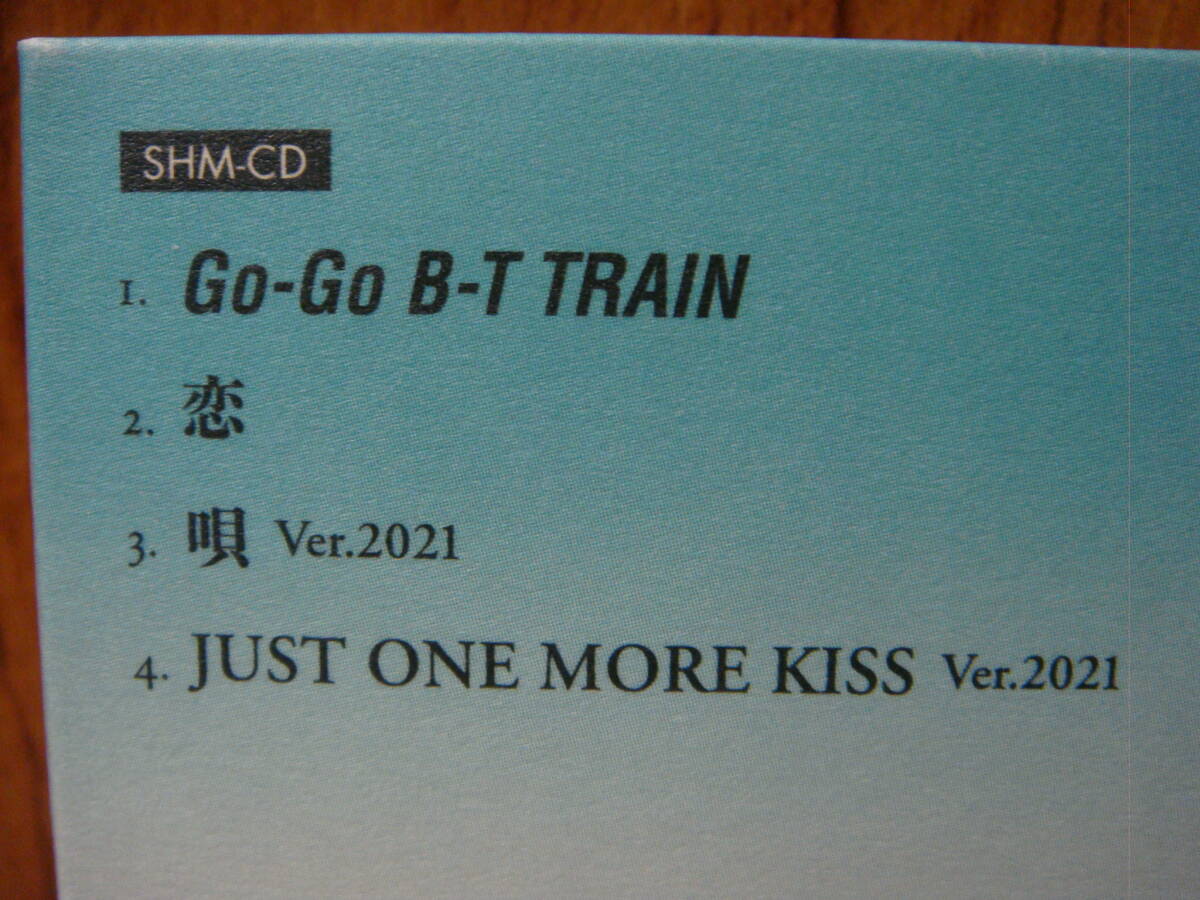 SHM-CD
1. Go-Go B-T TRAIN
2. 恋
3. 唄 Ver.2021
4. JUST ONE MORE KISS Ver.2021